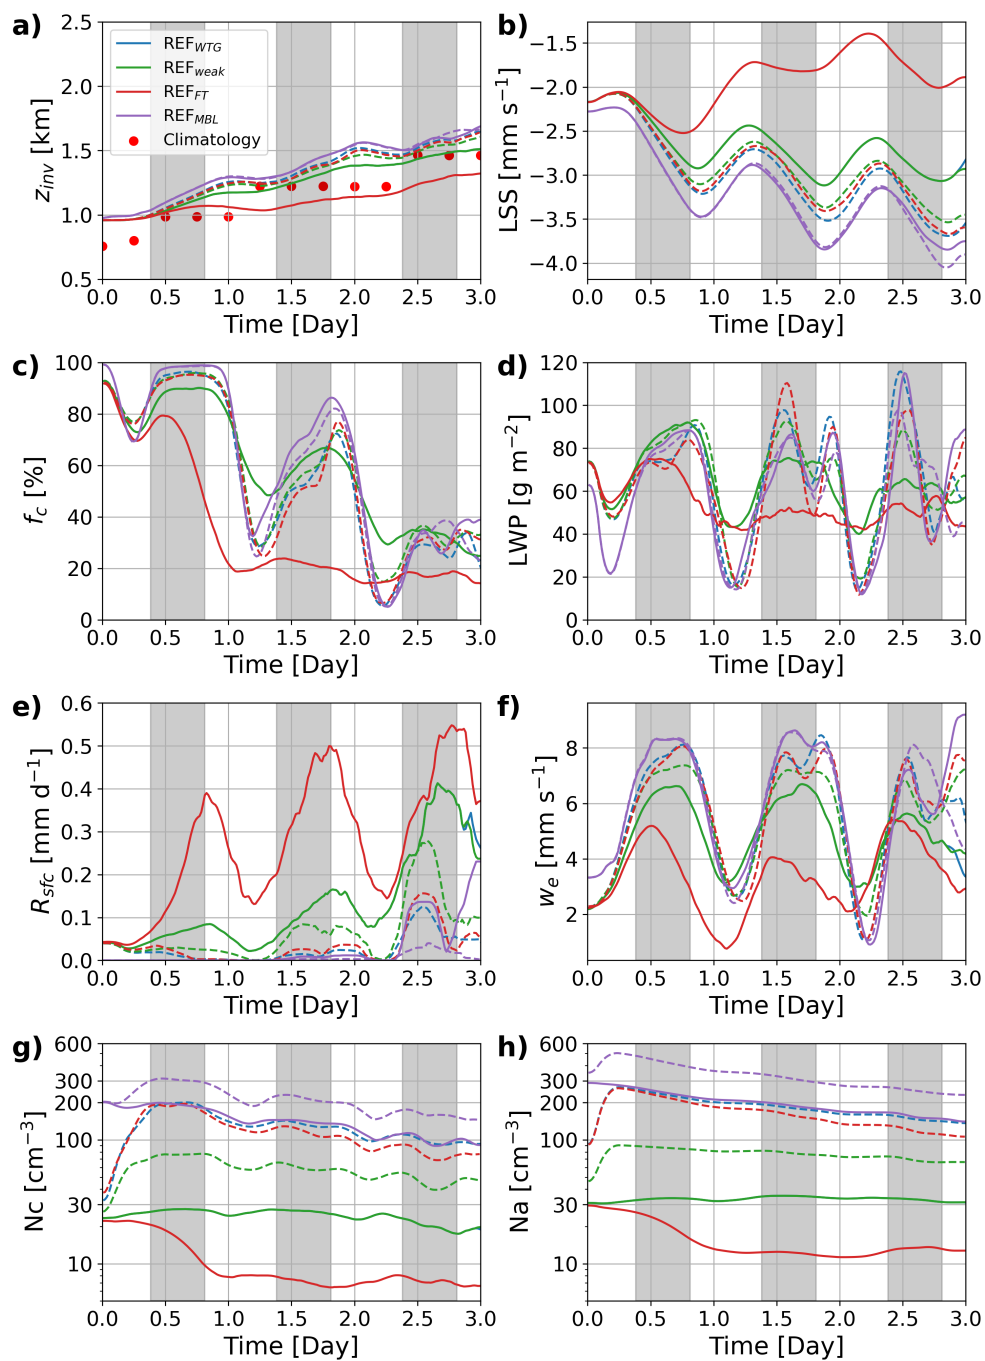 a)
z_inv [km]
2.5
2.0
1.5
1.0
0.5
REF_WTG
REF_weak
REF_FT
REF_MBL
Climatology
0.0 0.5 1.0 1.5 2.0 2.5 3.0
Time [Day]
b)
LSS [mm s⁻¹]
−1.5
−2.0
−2.5
−3.0
−3.5
−4.0
0.0 0.5 1.0 1.5 2.0 2.5 3.0
Time [Day]
c)
f_c [%]
100
80
60
40
20
0
0.0 0.5 1.0 1.5 2.0 2.5 3.0
Time [Day]
d)
LWP [g m⁻²]
120
100
80
60
40
20
0
0.0 0.5 1.0 1.5 2.0 2.5 3.0
Time [Day]
e)
R_sfc [mm d⁻¹]
0.6
0.5
0.4
0.3
0.2
0.1
0.0
0.0 0.5 1.0 1.5 2.0 2.5 3.0
Time [Day]
f)
w_e [mm s⁻¹]
8
6
4
2
0.0 0.5 1.0 1.5 2.0 2.5 3.0
Time [Day]
g)
Nc [cm⁻³]
600
300
200
100
30
10
0.0 0.5 1.0 1.5 2.0 2.5 3.0
Time [Day]
h)
Na [cm⁻³]
600
300
200
100
30
10
0.0 0.5 1.0 1.5 2.0 2.5 3.0
Time [Day]